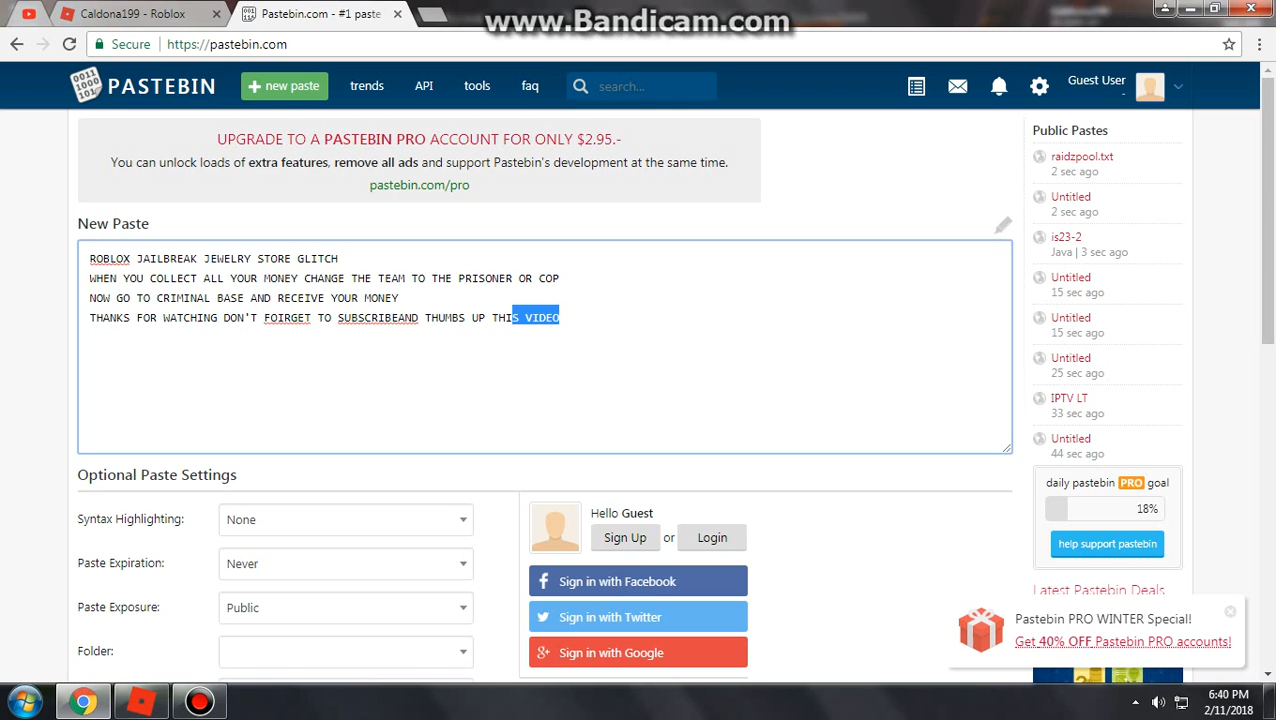 www.Bandicam.com
Caldona199 - Roblox
Pastebin.com - #1 paste
Secure https://pastebin.com
0011 1000 101 PASTEBIN + new paste trends API tools faq search... Guest User
UPGRADE TO A PASTEBIN PRO ACCOUNT FOR ONLY $2.95.-
You can unlock loads of extra features, remove all ads and support Pastebin's development at the same time.
pastebin.com/pro
New Paste
ROBLOX JAILBREAK JEWELRY STORE GLITCH
WHEN YOU COLLECT ALL YOUR MONEY CHANGE THE TEAM TO THE PRISONER OR COP
NOW GO TO CRIMINAL BASE AND RECEIVE YOUR MONEY
THANKS FOR WATCHING DON'T FOIRGET TO SUBSCRIBEAND THUMBS UP THIS VIDEO
Optional Paste Settings
Syntax Highlighting: None
Paste Expiration: Never
Paste Exposure: Public
Folder:
Hello Guest
Sign Up or Login
Sign in with Facebook
Sign in with Twitter
Sign in with Google
Public Pastes
raidzpool.txt
2 sec ago
Untitled
2 sec ago
is23-2
Java | 3 sec ago
Untitled
15 sec ago
Untitled
15 sec ago
Untitled
25 sec ago
IPTV LT
33 sec ago
Untitled
44 sec ago
daily pastebin PRO goal
18%
help support pastebin
Latest Pastebin Deals
Pastebin PRO WINTER Special!
Get 40% OFF Pastebin PRO accounts!
6:40 PM
2/11/2018